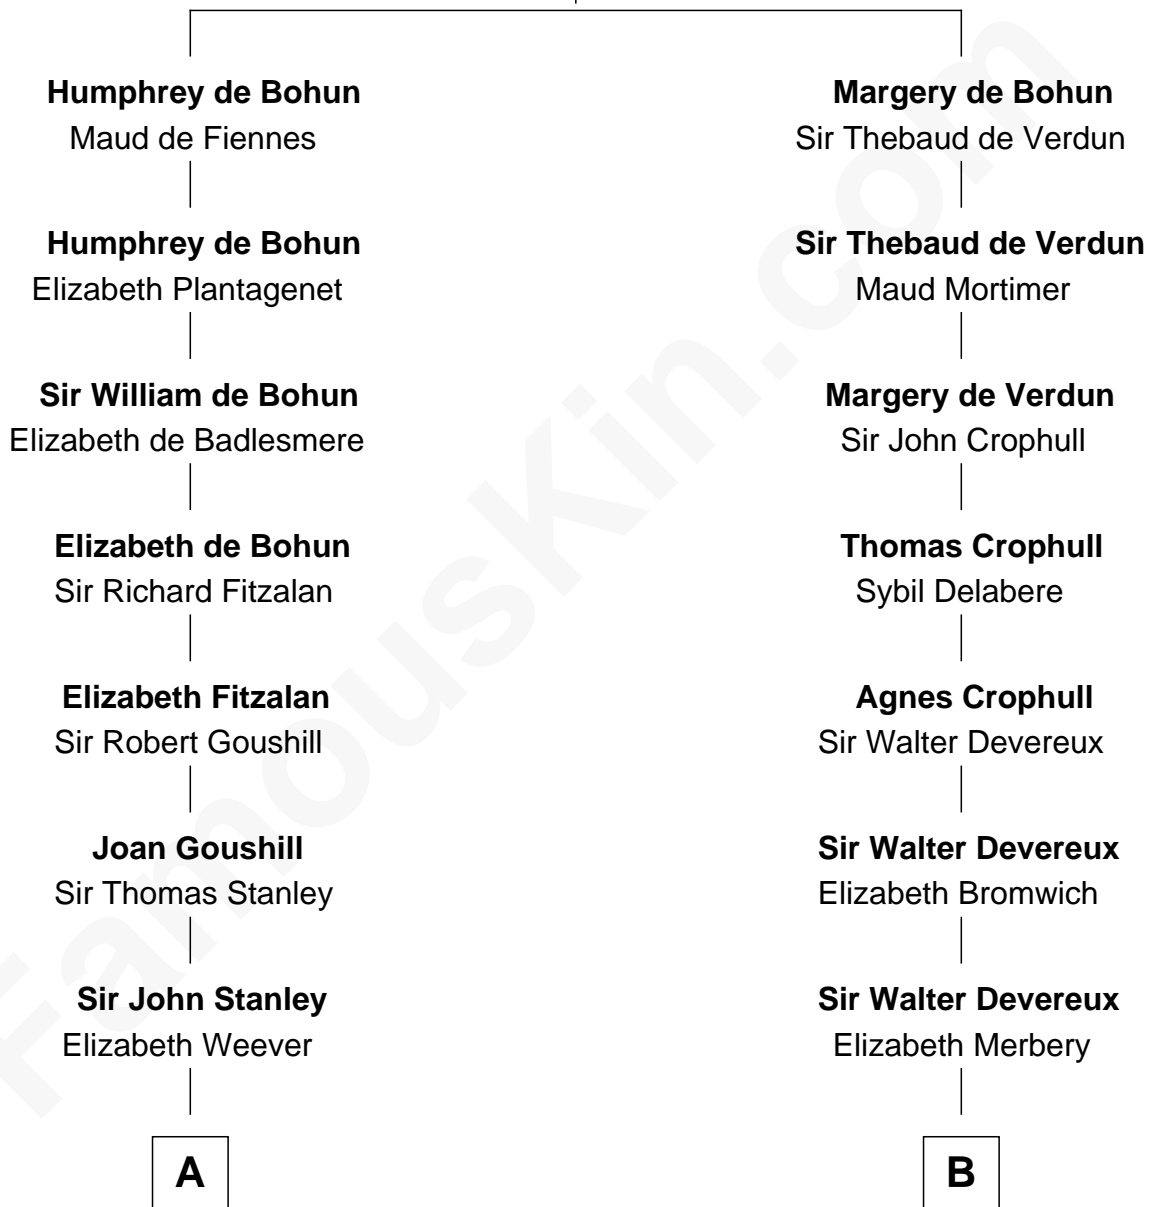 Humphrey de Bohun
Maud de Fiennes
Humphrey de Bohun
Elizabeth Plantagenet
Sir William de Bohun
Elizabeth de Badlesmere
Elizabeth de Bohun
Sir Richard Fitzalan
Elizabeth Fitzalan
Sir Robert Goushill
Joan Goushill
Sir Thomas Stanley
Sir John Stanley
Elizabeth Weever
A
Margery de Bohun
Sir Thebaud de Verdun
Sir Thebaud de Verdun
Maud Mortimer
Margery de Verdun
Sir John Crophull
Thomas Crophull
Sybil Delabere
Agnes Crophull
Sir Walter Devereux
Sir Walter Devereux
Elizabeth Bromwich
Sir Walter Devereux
Elizabeth Merbery
B
FamousKin.com